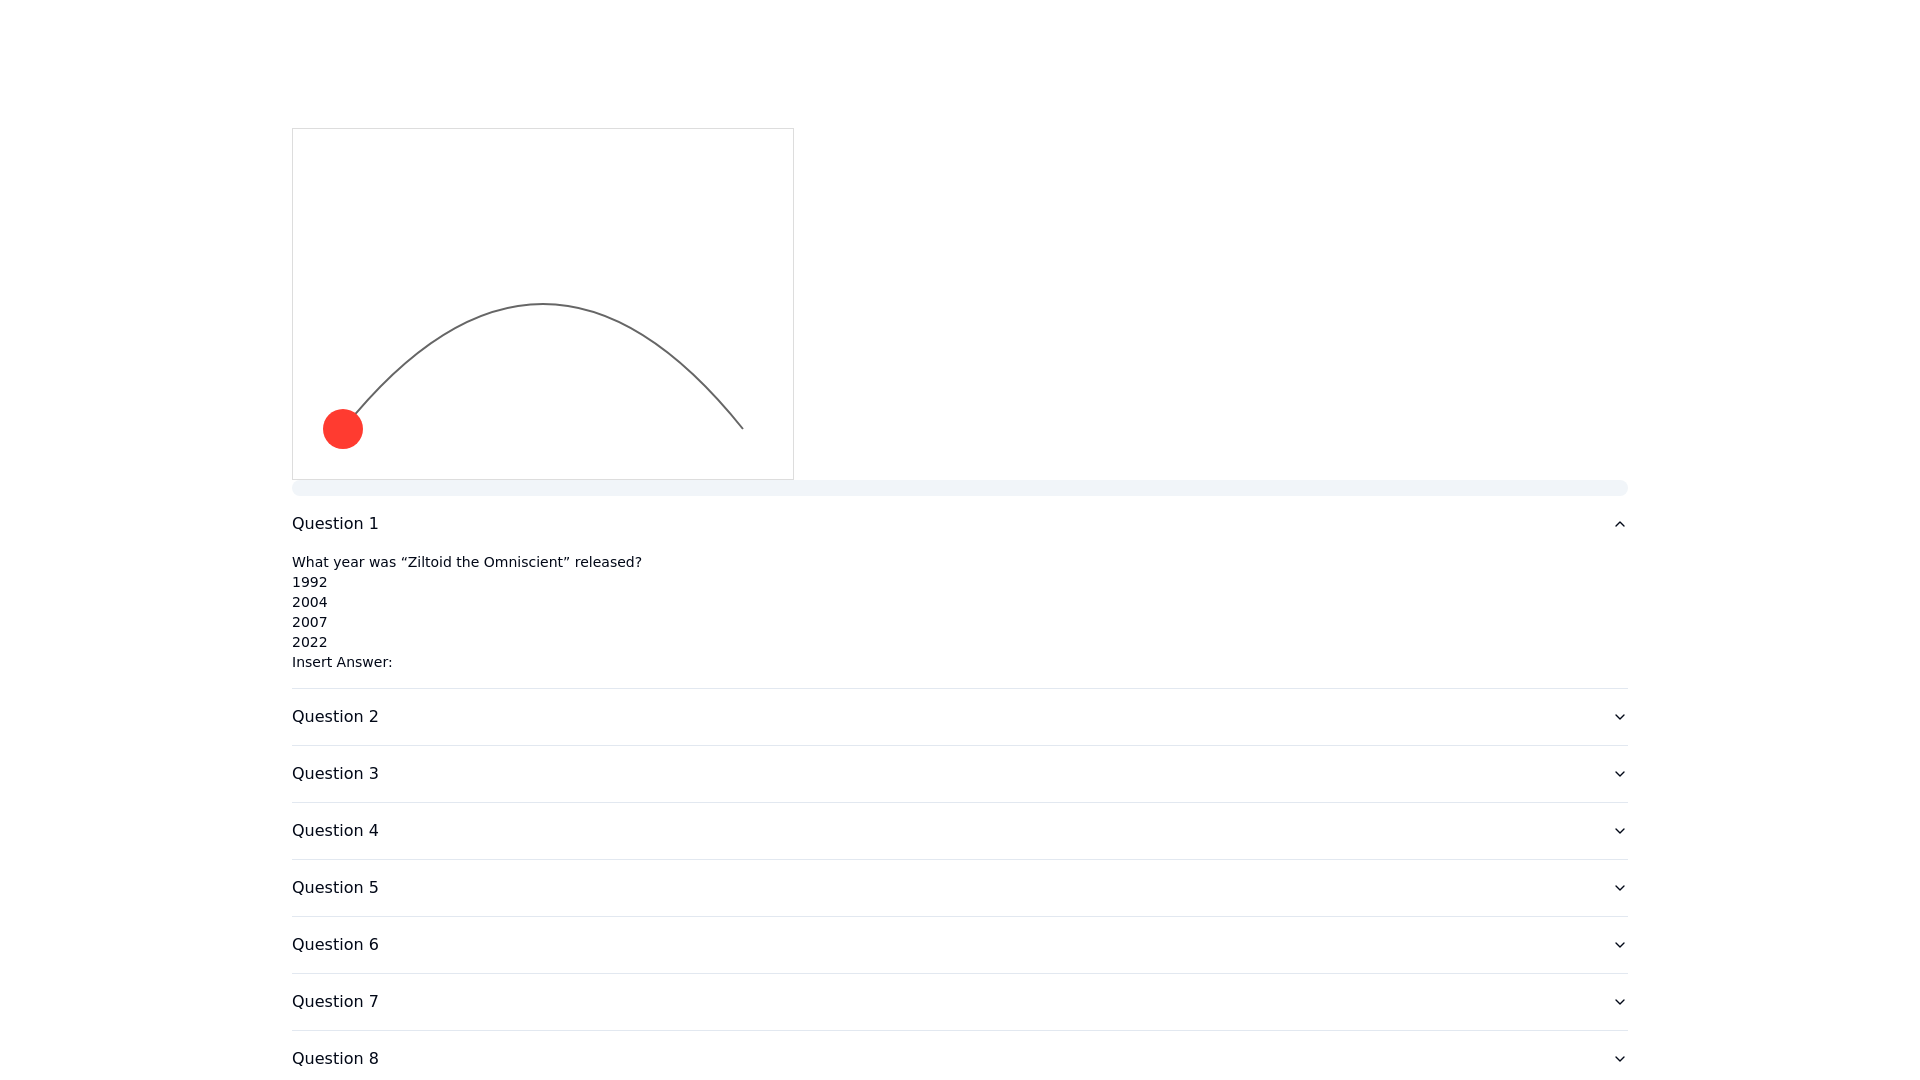 Question 1
What year was “Ziltoid the Omniscient” released?
1992
2004
2007
2022
Insert Answer:
Question 2
Question 3
Question 4
Question 5
Question 6
Question 7
Question 8